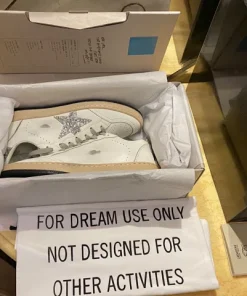 FOR DREAM USE ONLY
NOT DESIGNED FOR
OTHER ACTIVITIES